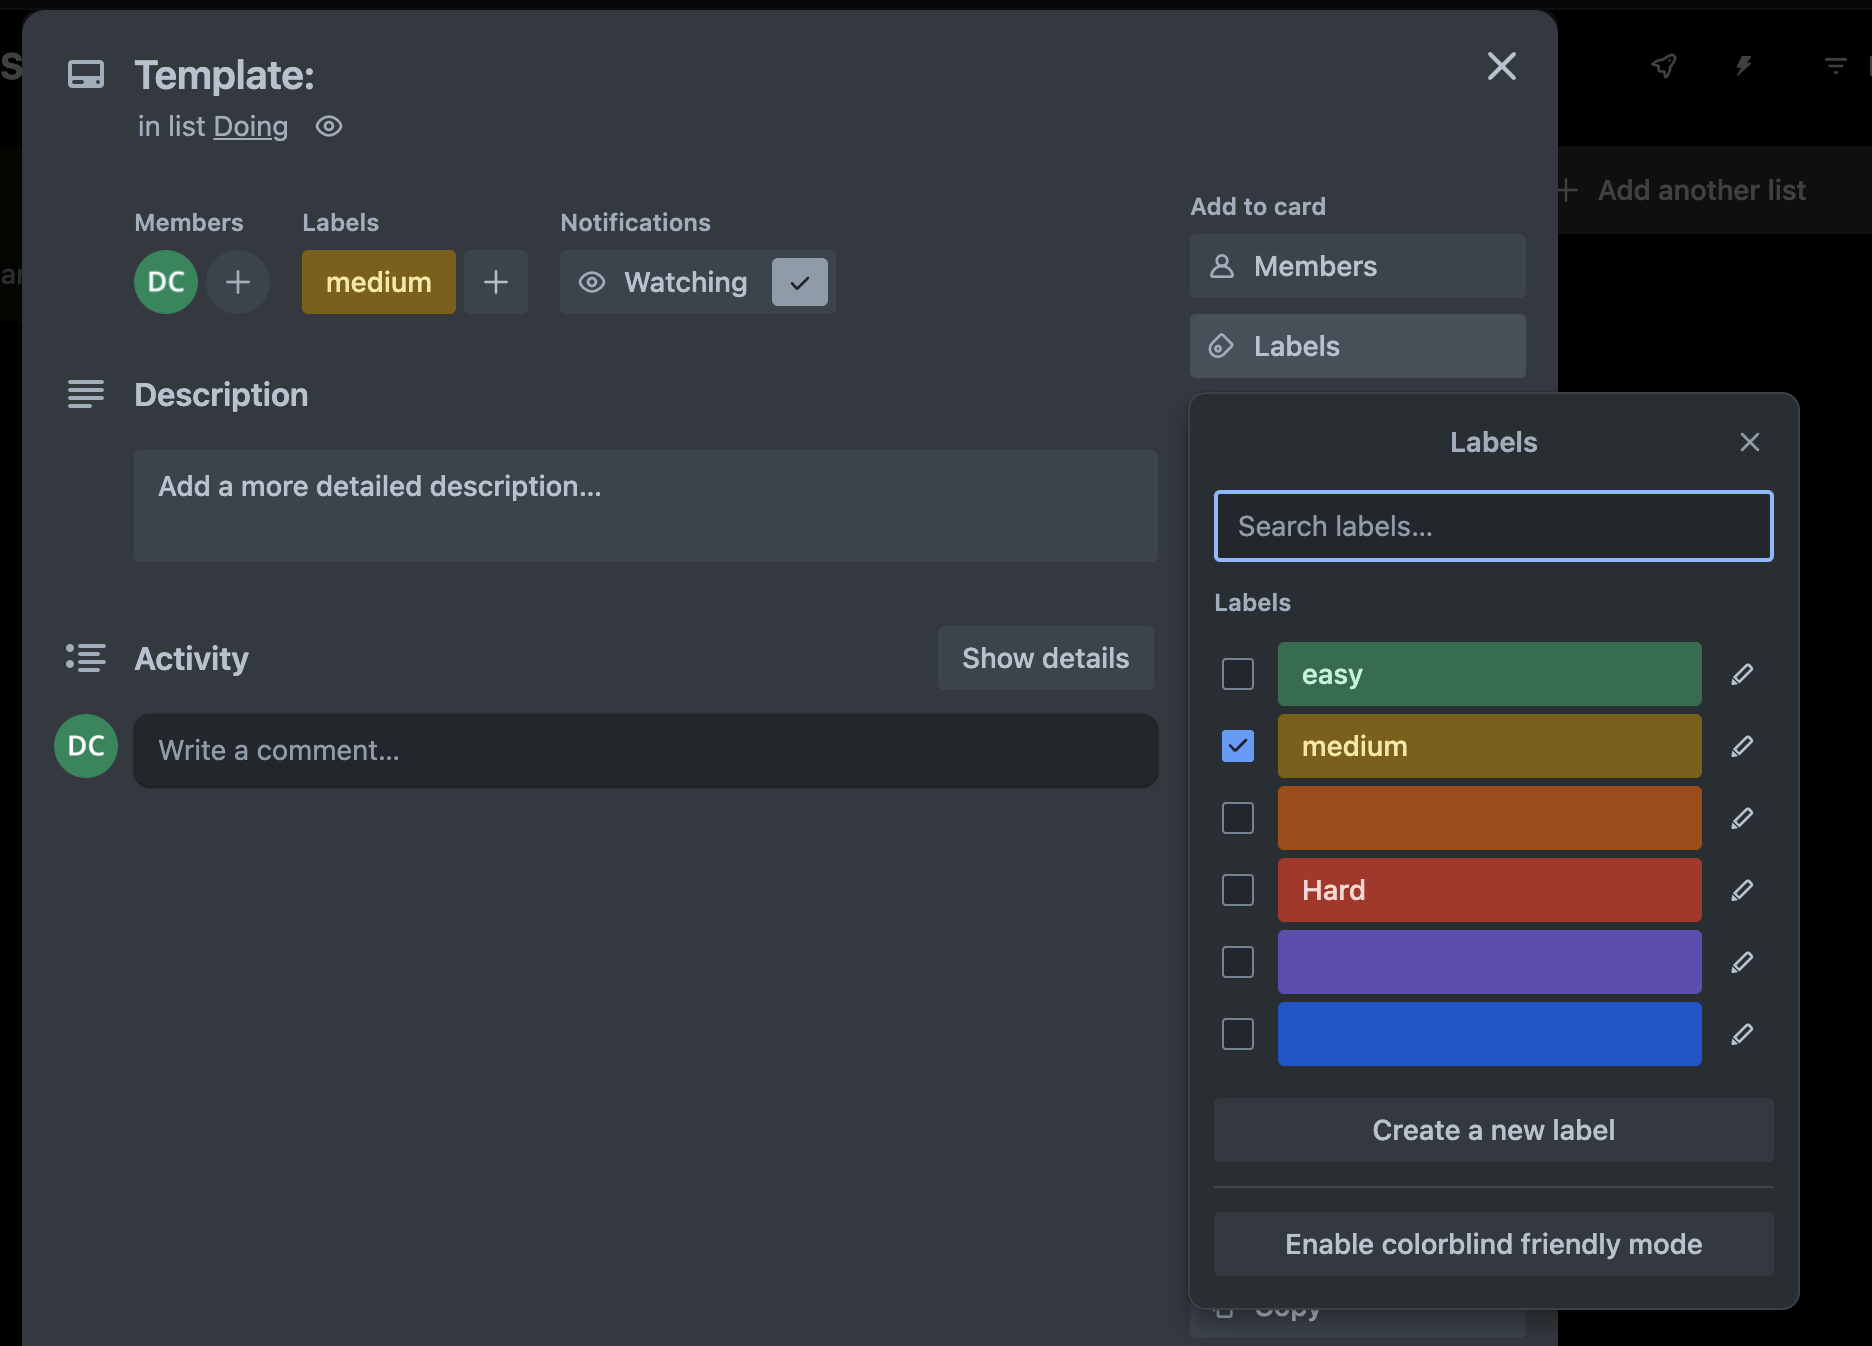 Template:
in list Doing
Members
Labels
Notifications
DC
medium
Watching
Add to card
Members
Labels
Add another list
Description
Add a more detailed description...
Activity
Show details
DC
Write a comment...
Labels
Search labels...
Labels
easy
medium
Hard
Create a new label
Enable colorblind friendly mode
Copy